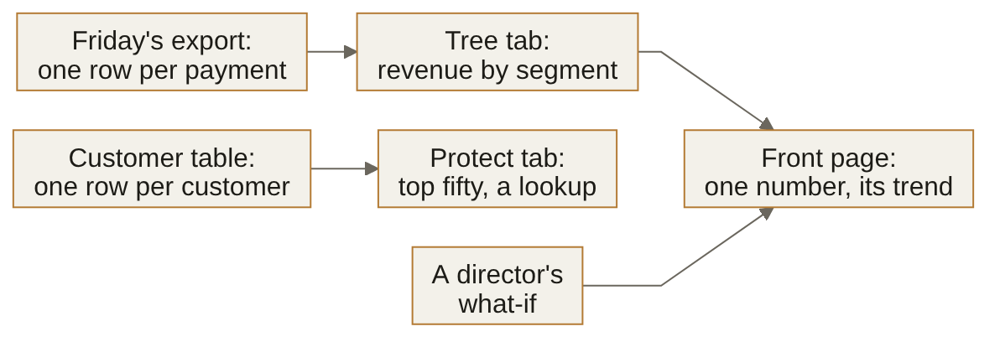 Friday's export:
one row per payment
Tree tab:
revenue by segment
Customer table:
one row per customer
Protect tab:
top fifty, a lookup
Front page:
one number, its trend
A director's
what-if